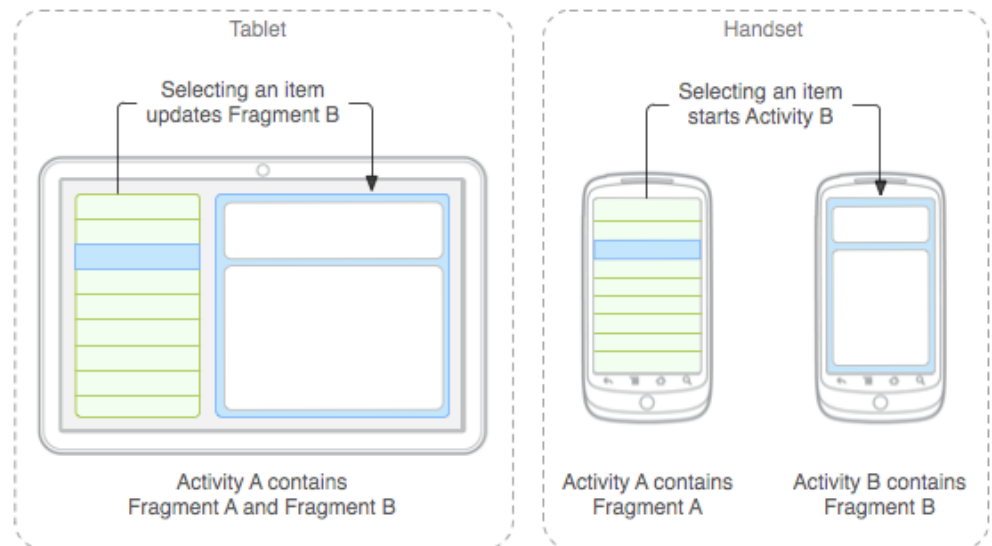 Tablet
Selecting an item
updates Fragment B
Activity A contains
Fragment A and Fragment B
Handset
Selecting an item
starts Activity B
Activity A contains
Fragment A
Activity B contains
Fragment B